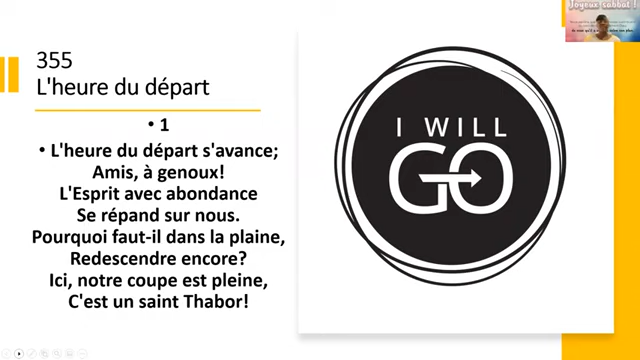 355
L'heure du départ
• 1
• L'heure du départ s'avance;
Amis, à genoux!
L'Esprit avec abondance
Se répand sur nous.
Pourquoi faut-il dans la plaine,
Redescendre encore?
Ici, notre coupe est pleine,
C'est un saint Thabor!
I WILL
GO
Joyeux sabbat !